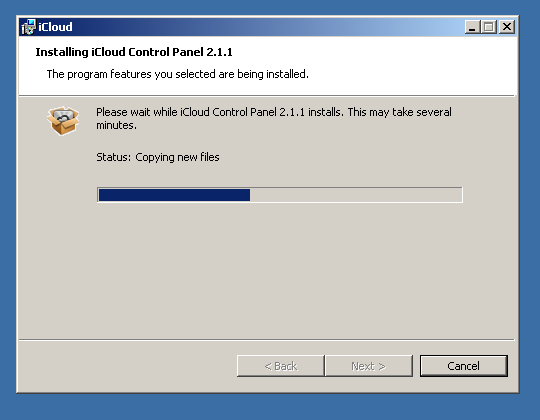 iCloud
Installing iCloud Control Panel 2.1.1
The program features you selected are being installed.
Please wait while iCloud Control Panel 2.1.1 installs. This may take several
minutes.
Status: Copying new files
< Back
Next >
Cancel